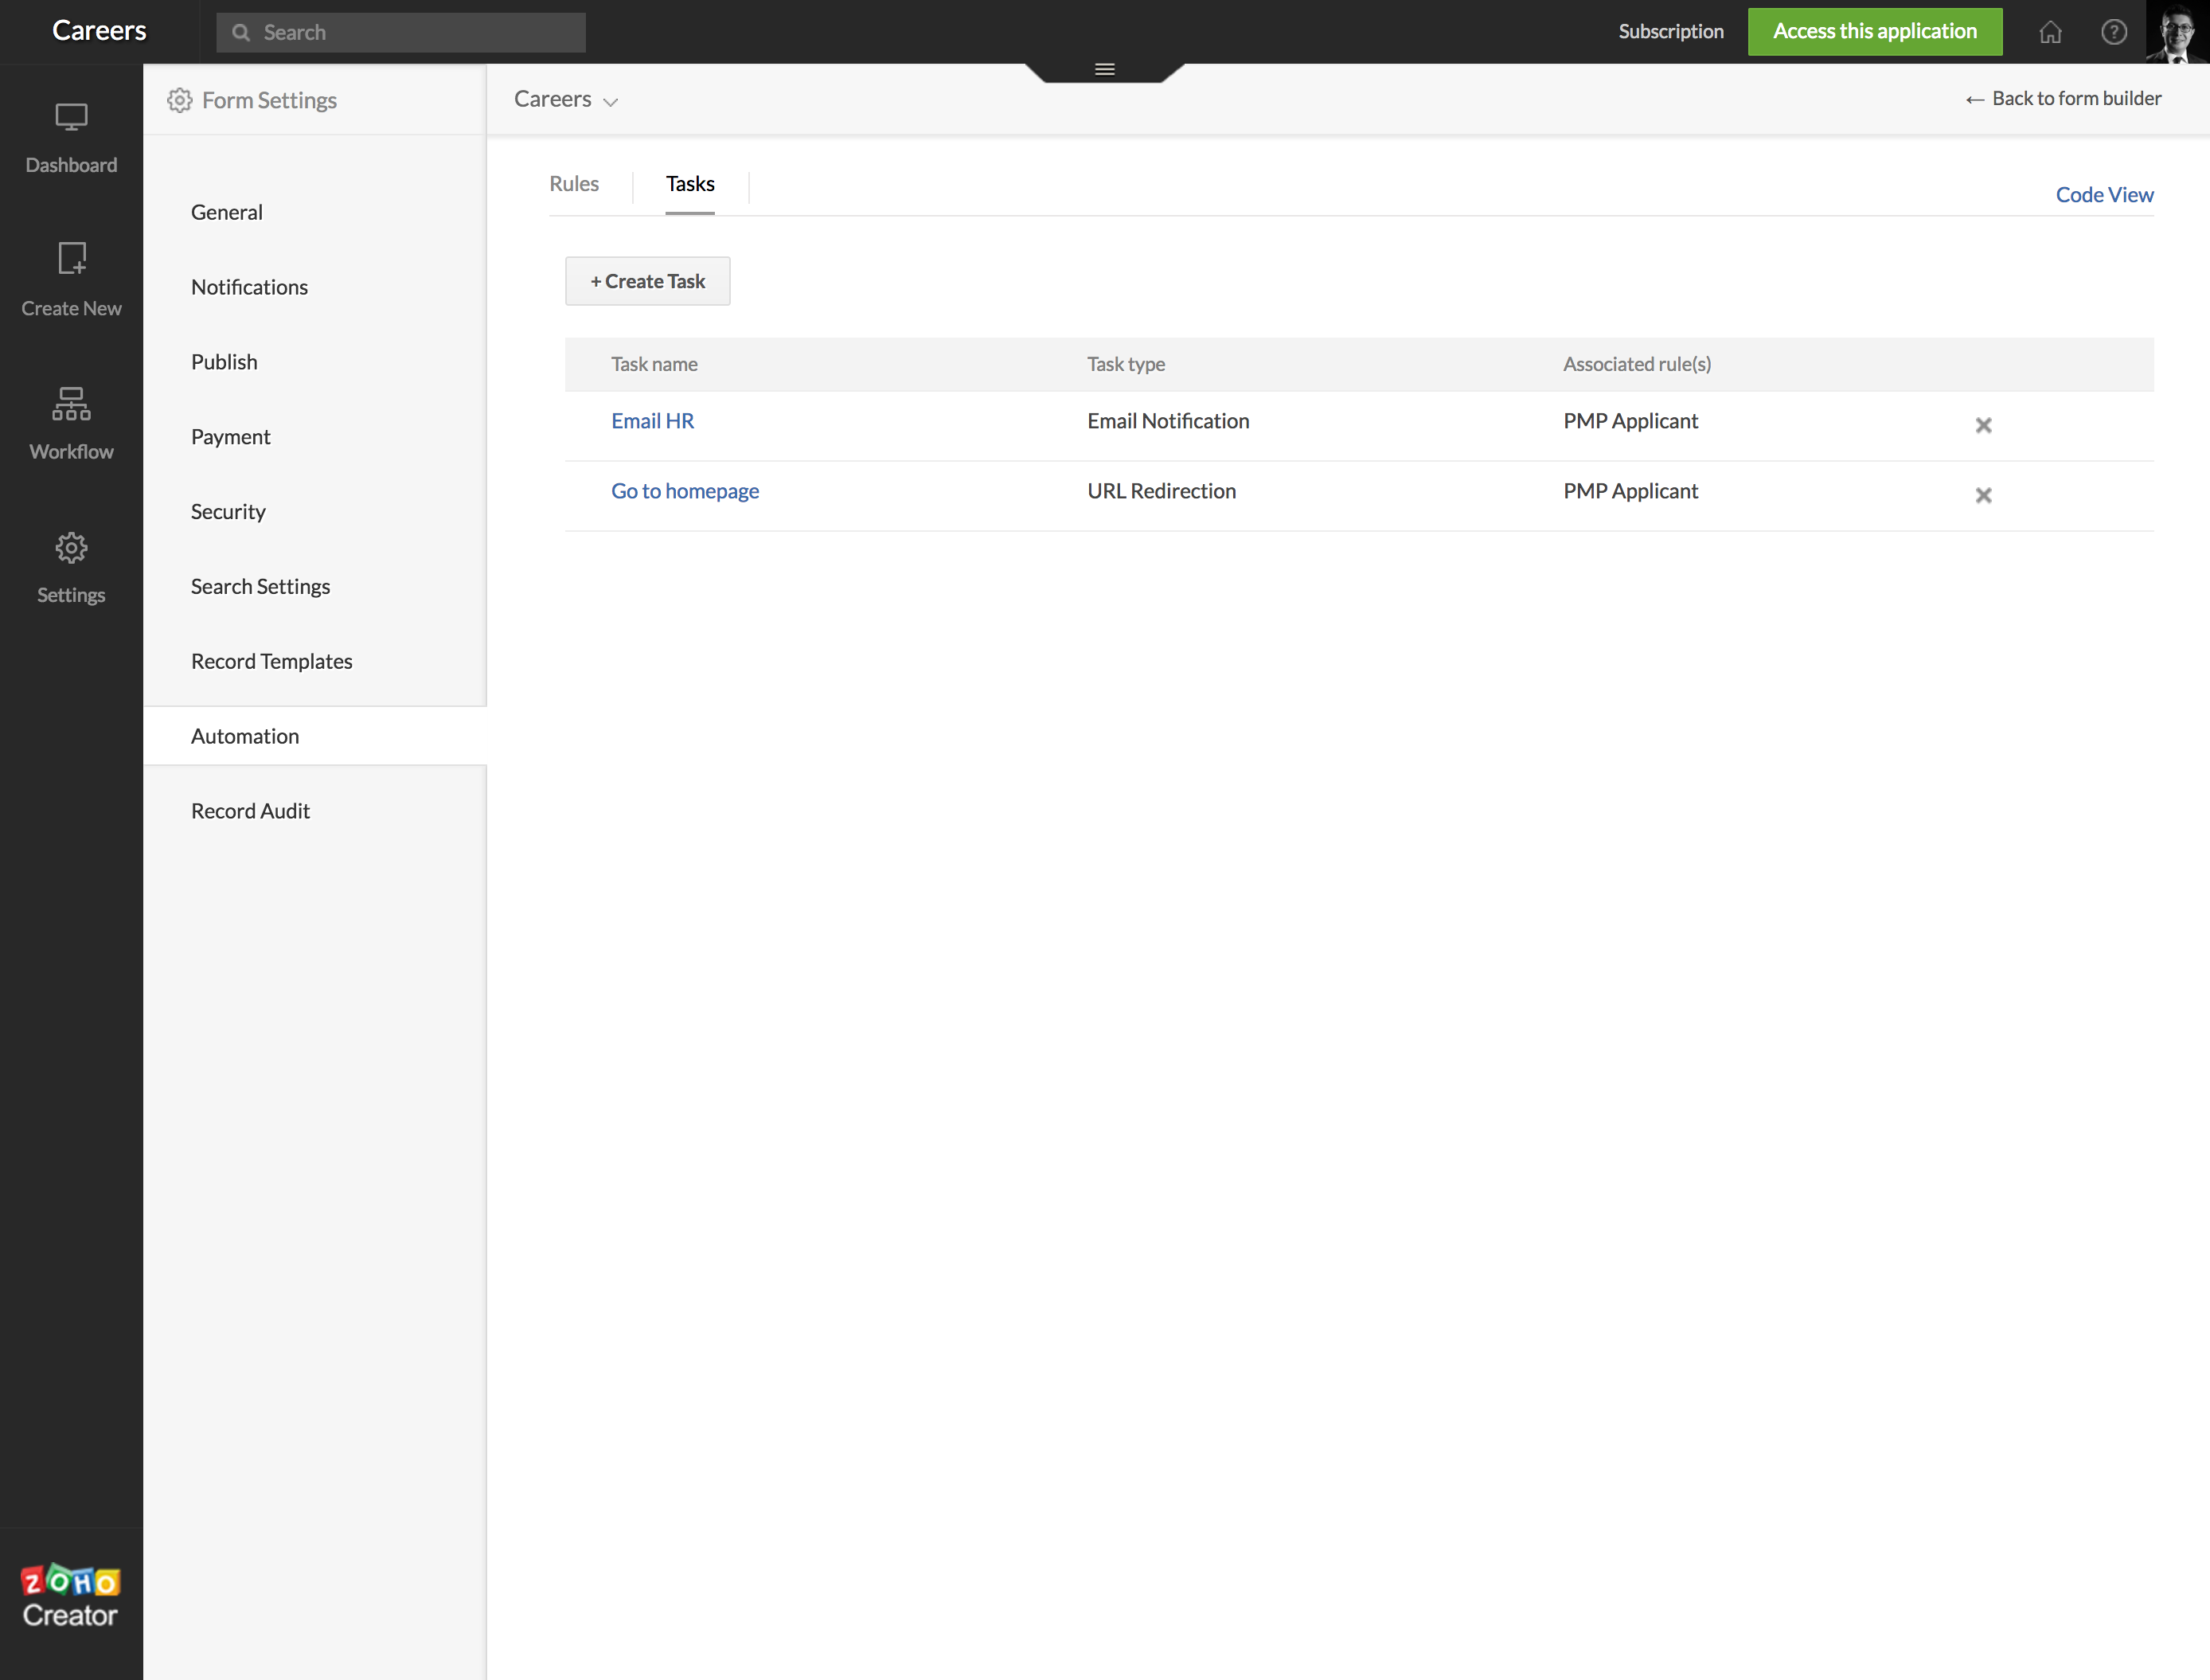 Careers
Search
Subscription
Access this application
?
Dashboard
Create New
Workflow
Settings
ZOHO
Creator
Form Settings
General
Notifications
Publish
Payment
Security
Search Settings
Record Templates
Automation
Record Audit
Careers
← Back to form builder
Rules
Tasks
Code View
+ Create Task
Task name Task type Associated rule(s)
Email HR Email Notification PMP Applicant
Go to homepage URL Redirection PMP Applicant